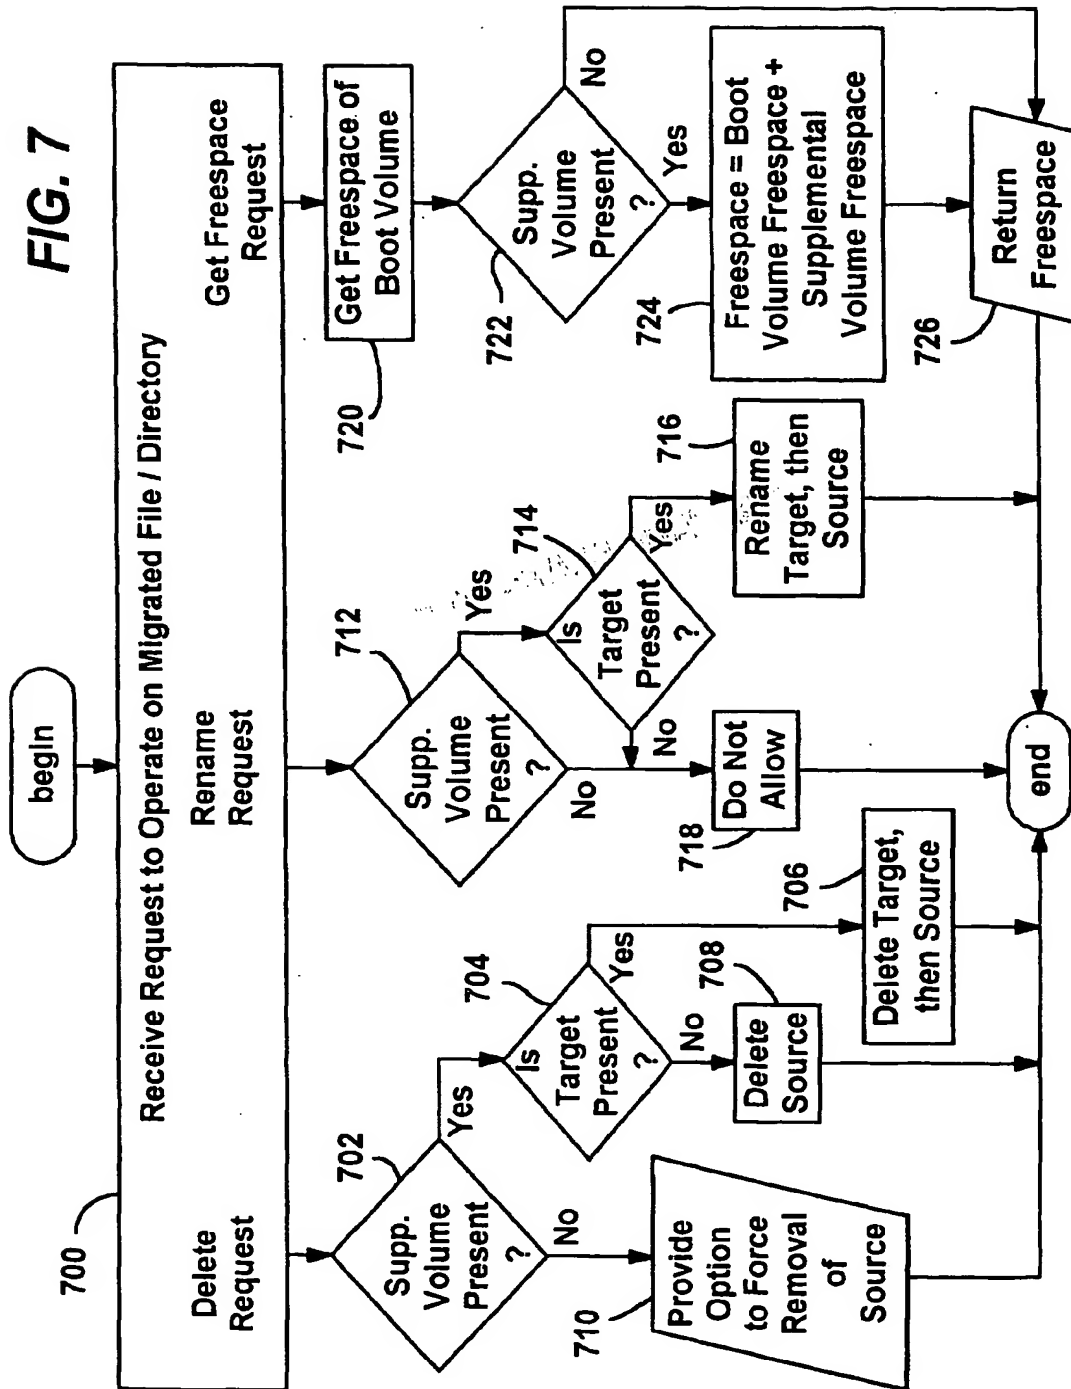 FIG. 7
begin
700
Receive Request to Operate on Migrated File / Directory
Delete
Request
Rename
Request
Get Freespace
Request
702
Supp.
Volume
Present
?
Yes
No
704
Is
Target
Present
?
Yes
No
706
Delete Target,
then Source
708
Delete
Source
710
Provide
Option
to Force
Removal
of
Source
712
Supp.
Volume
Present
?
Yes
No
714
Is
Target
Present
?
Yes
No
716
Rename
Target, then
Source
718
Do Not
Allow
720
Get Freespace of
Boot Volume
722
Supp.
Volume
Present
?
No
Yes
724
Freespace = Boot
Volume Freespace +
Supplemental
Volume Freespace
726
Return
Freespace
end